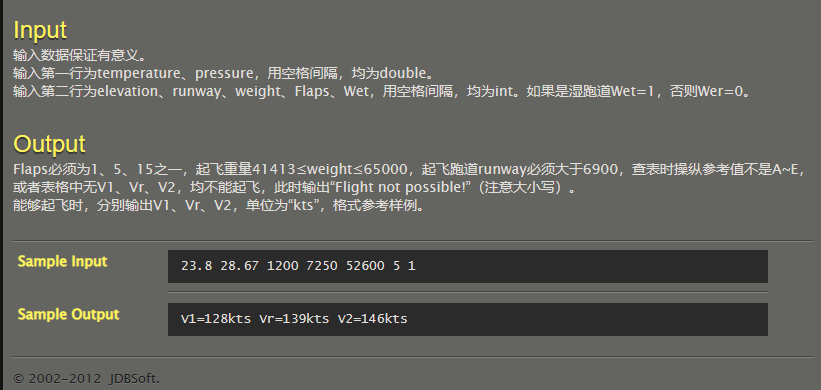 Input
输入数据保证有意义。
输入第一行为temperature、pressure，用空格间隔，均为double。
输入第二行为elevation、runway、weight、Flaps、Wet，用空格间隔，均为int。如果是湿跑道Wet=1，否则Wer=0。
Output
Flaps必须为1、5、15之一，起飞重量41413≤weight≤65000，起飞跑道runway必须大于6900，查表时操纵参考值不是A~E，
或者表格中无V1、Vr、V2，均不能起飞，此时输出“Flight not possible!”（注意大小写）。
能够起飞时，分别输出V1、Vr、V2，单位为“kts”，格式参考样例。
Sample Input
23.8 28.67 1200 7250 52600 5 1
Sample Output
V1=128kts Vr=139kts V2=146kts
© 2002-2012 JDBSoft.